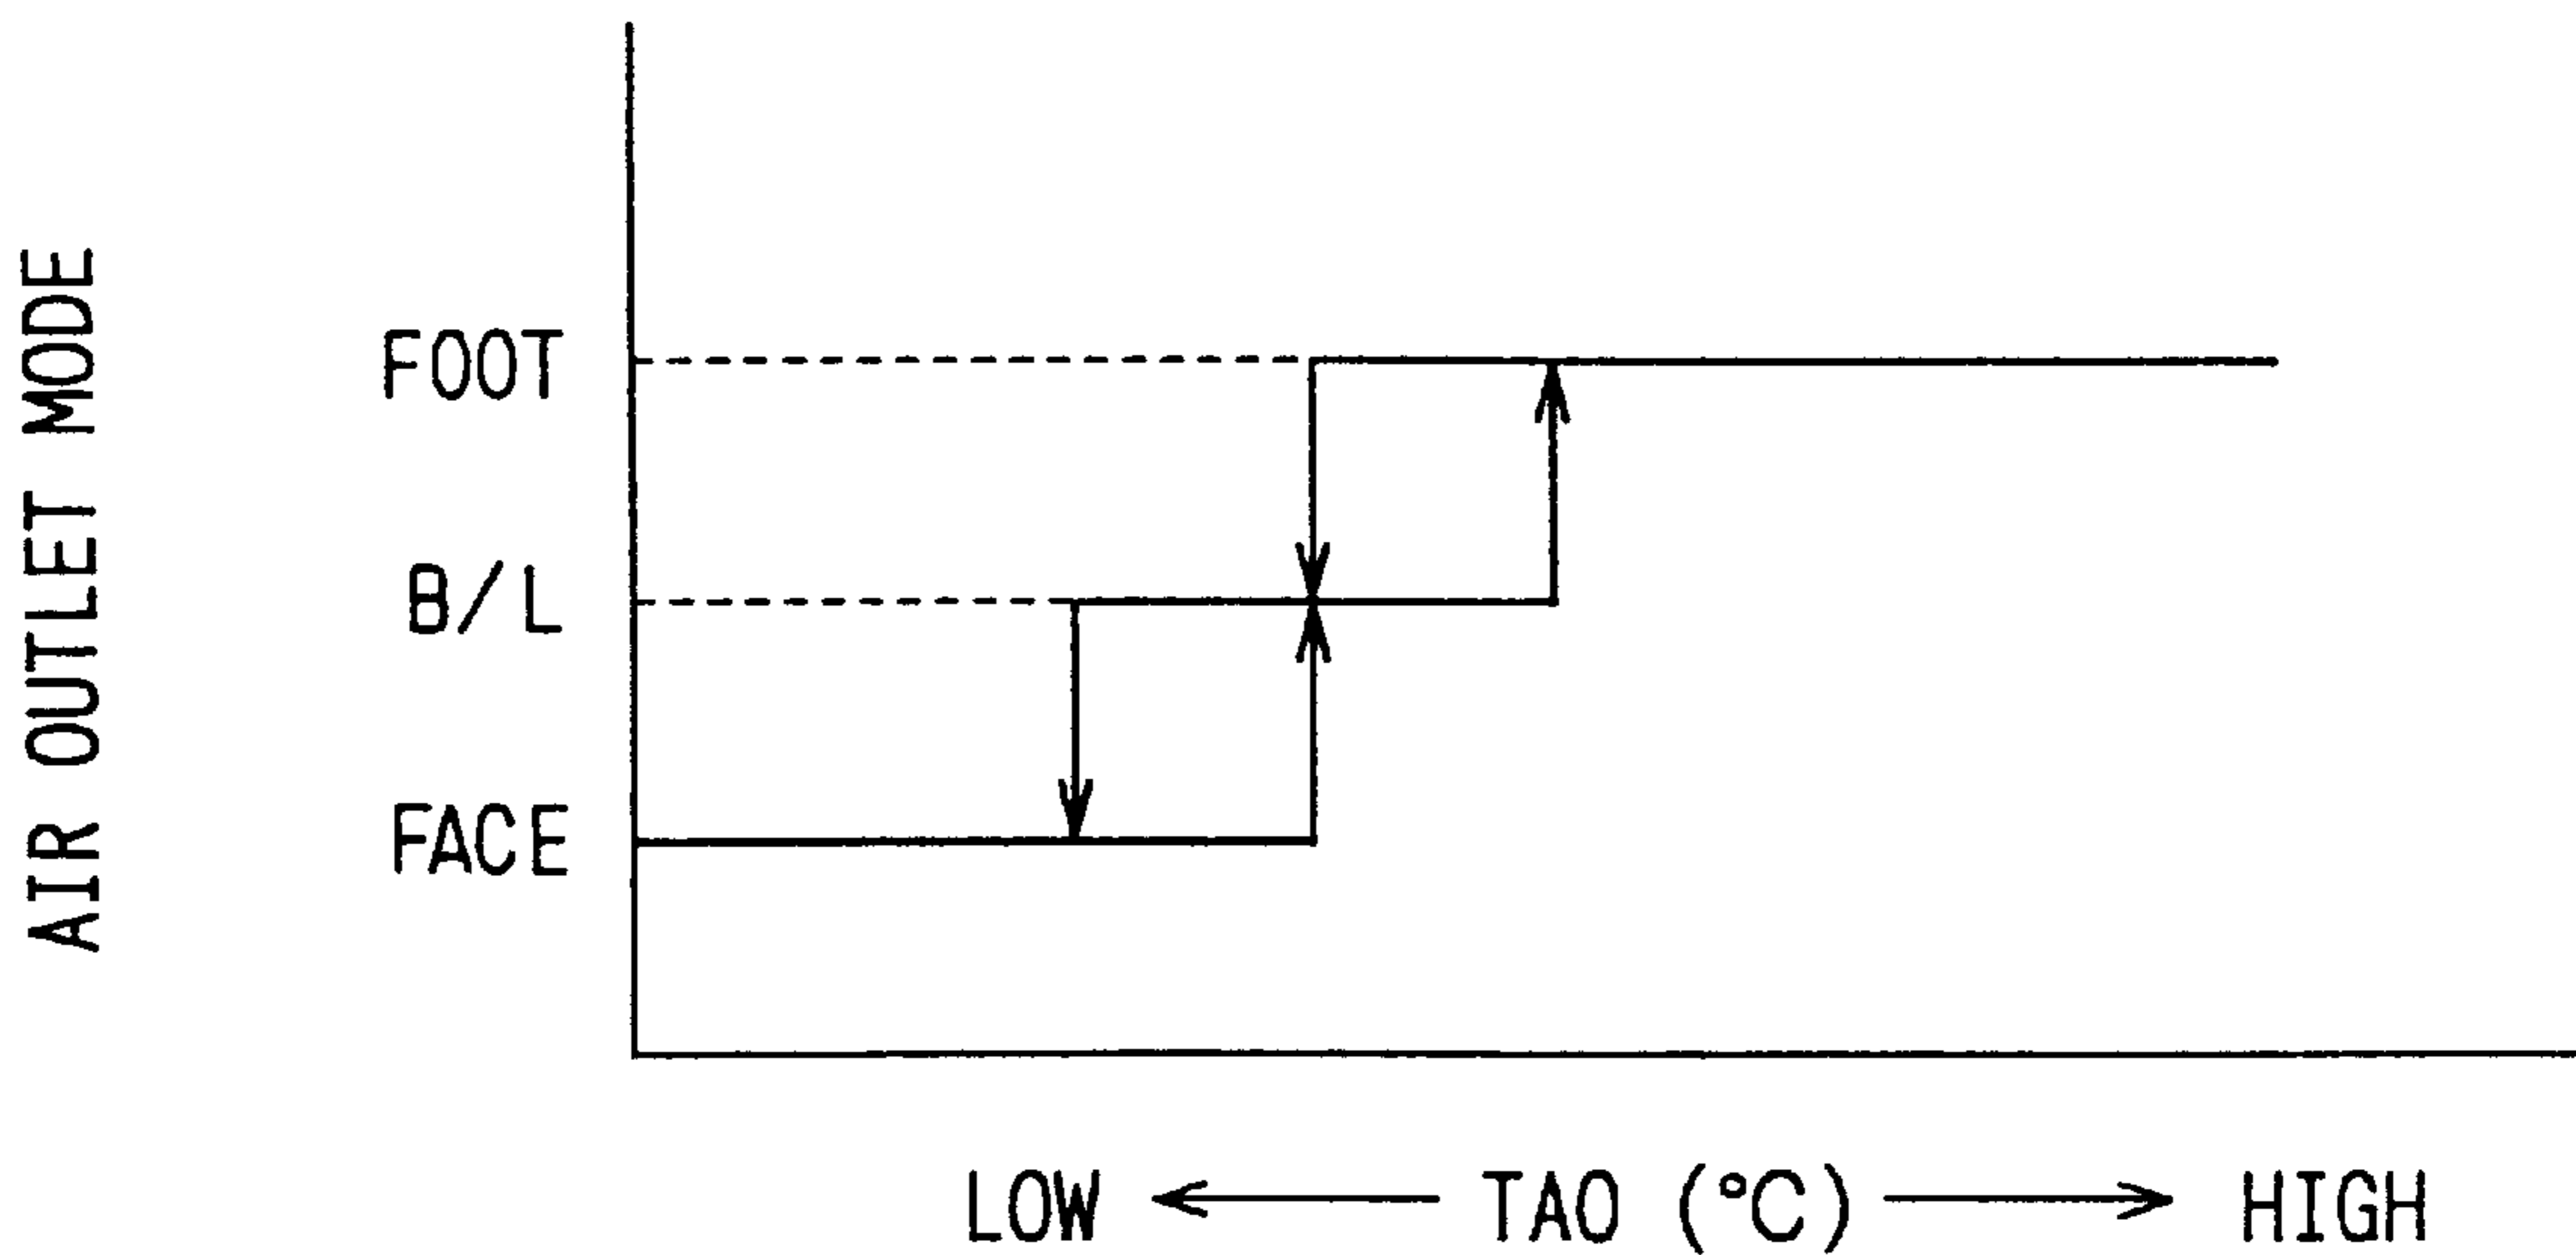 AIR OUTLET MODE
FOOT
B/L
FACE
LOW TAO (°C) HIGH